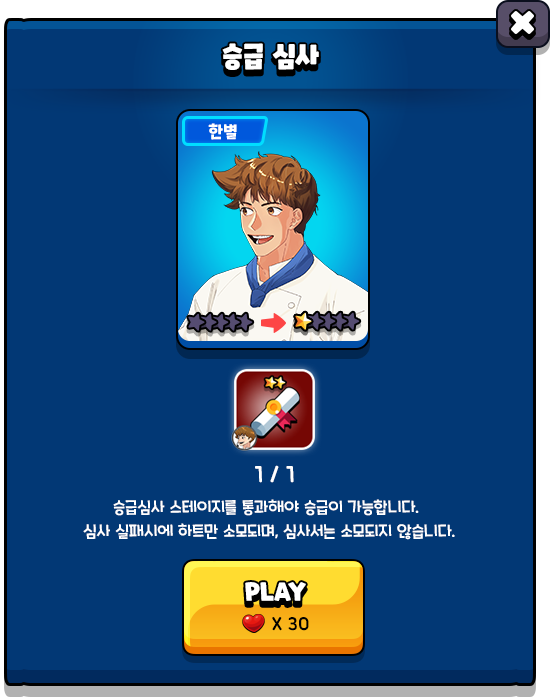 승급 심사
한별
1 / 1
승급심사 스테이지를 통과해야 승급이 가능합니다.
심사 실패시에 하트만 소모되며, 심사서는 소모되지 않습니다.
PLAY
X 30